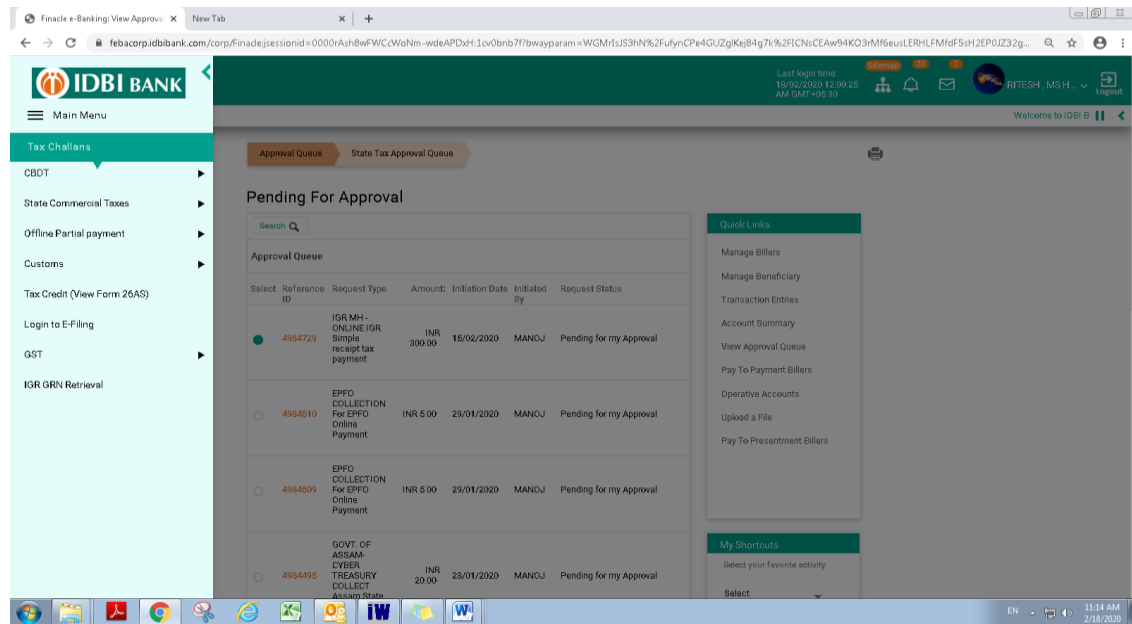 Finacle e-Banking: View Approva
New Tab
febacorp.idbibank.com/corp/Finacle;jsessionid=0000rAsh8wFWCcWoNm-wdeAPDxH:1cv0bnb7f?bwayparam=WGMrIsJS3hN%2FufynCPe4GUZglKej84g7k%2FICNsCEAw94KO3rMf6eusLERHLFMfdF5sH2EP0JZ32g...
IDBI BANK
Last login time:
18/02/2020 12:00:25
AM GMT+05:30
Sitemap
20
2
RITESH , MS H...
Logout
Main Menu
Welcome to IDBI B
Tax Challans
CBDT
State Commercial Taxes
Offline Partial payment
Customs
Tax Credit (View Form 26AS)
Login to E-Filing
GST
IGR GRN Retrieval
Approval Queue
State Tax Approval Queue
Pending For Approval
Search
Approval Queue
Select Reference ID Request Type Amount: Initiation Date Initiated By Request Status
4984729 IGR MH - ONLINE IGR Simple receipt tax payment INR 300.00 15/02/2020 MANOJ Pending for my Approval
4984610 EPFO COLLECTION For EPFO Online Payment INR 5.00 29/01/2020 MANOJ Pending for my Approval
4984609 EPFO COLLECTION For EPFO Online Payment INR 5.00 29/01/2020 MANOJ Pending for my Approval
4984495 GOVT. OF ASSAM- CYBER TREASURY COLLECT Assam State INR 20.00 28/01/2020 MANOJ Pending for my Approval
Quick Links
Manage Billers
Manage Beneficiary
Transaction Entries
Account Summary
View Approval Queue
Pay To Payment Billers
Operative Accounts
Upload a File
Pay To Presentment Billers
My Shortcuts
Select your favorite activity
Select
EN
11:14 AM
2/18/2020